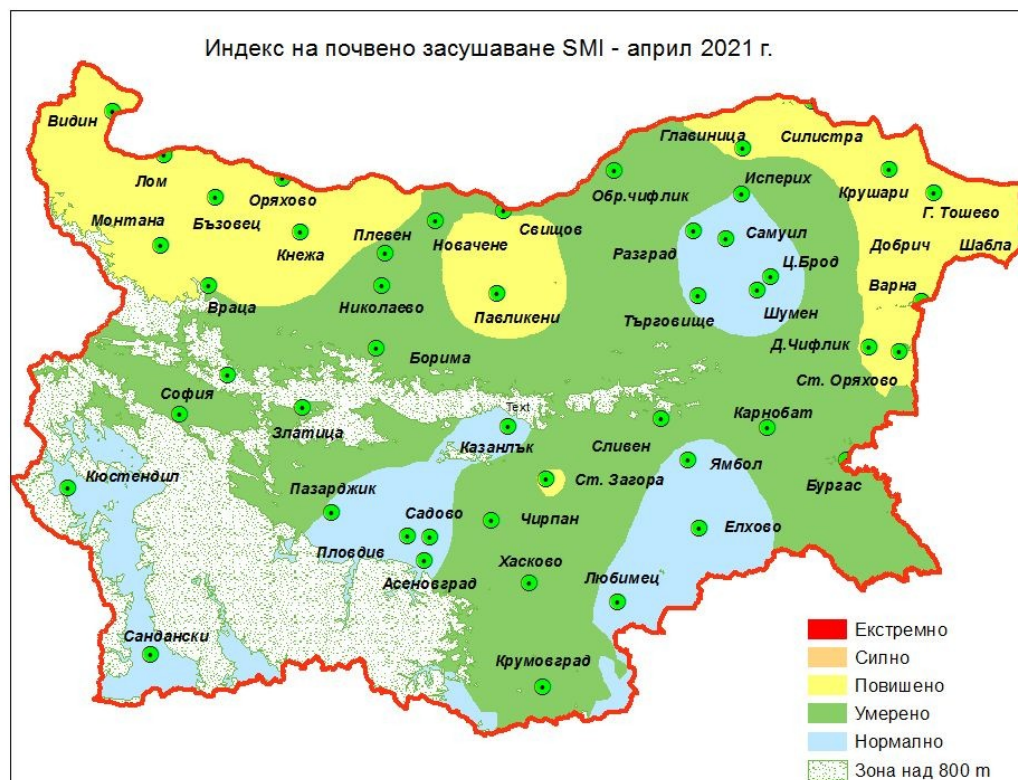 Индекс на почвено засушаване SMI - април 2021 г.
Видин
Главиница
Силистра
Лом
Оряхово
Обр.чифлик
Исперих
Крушари
Г. Тошево
Монтана
Бъзовец
Кнежа
Плевен
Новачене
Свищов
Разград
Самуил
Ц.Брод
Добрич
Шабла
Враца
Николаево
Павликени
Търговище
Шумен
Варна
Борима
Д.Чифлик
Ст. Оряхово
София
Златица
Text
Казанлък
Сливен
Карнобат
Кюстендил
Пазарджик
Садово
Ст. Загора
Ямбол
Бургас
Пловдив
Чирпан
Елхово
Асеновград
Хасково
Любимец
Сандански
Крумовград
Екстремно
Силно
Повишено
Умерено
Нормално
Зона над 800 m